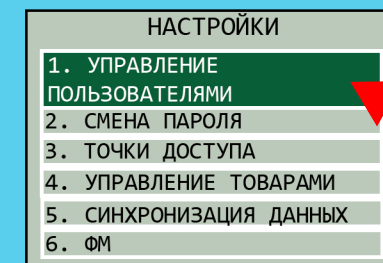 НАСТРОЙКИ
1. УПРАВЛЕНИЕ
ПОЛЬЗОВАТЕЛЯМИ
2. СМЕНА ПАРОЛЯ
3. ТОЧКИ ДОСТУПА
4. УПРАВЛЕНИЕ ТОВАРАМИ
5. СИНХРОНИЗАЦИЯ ДАННЫХ
6. ФМ